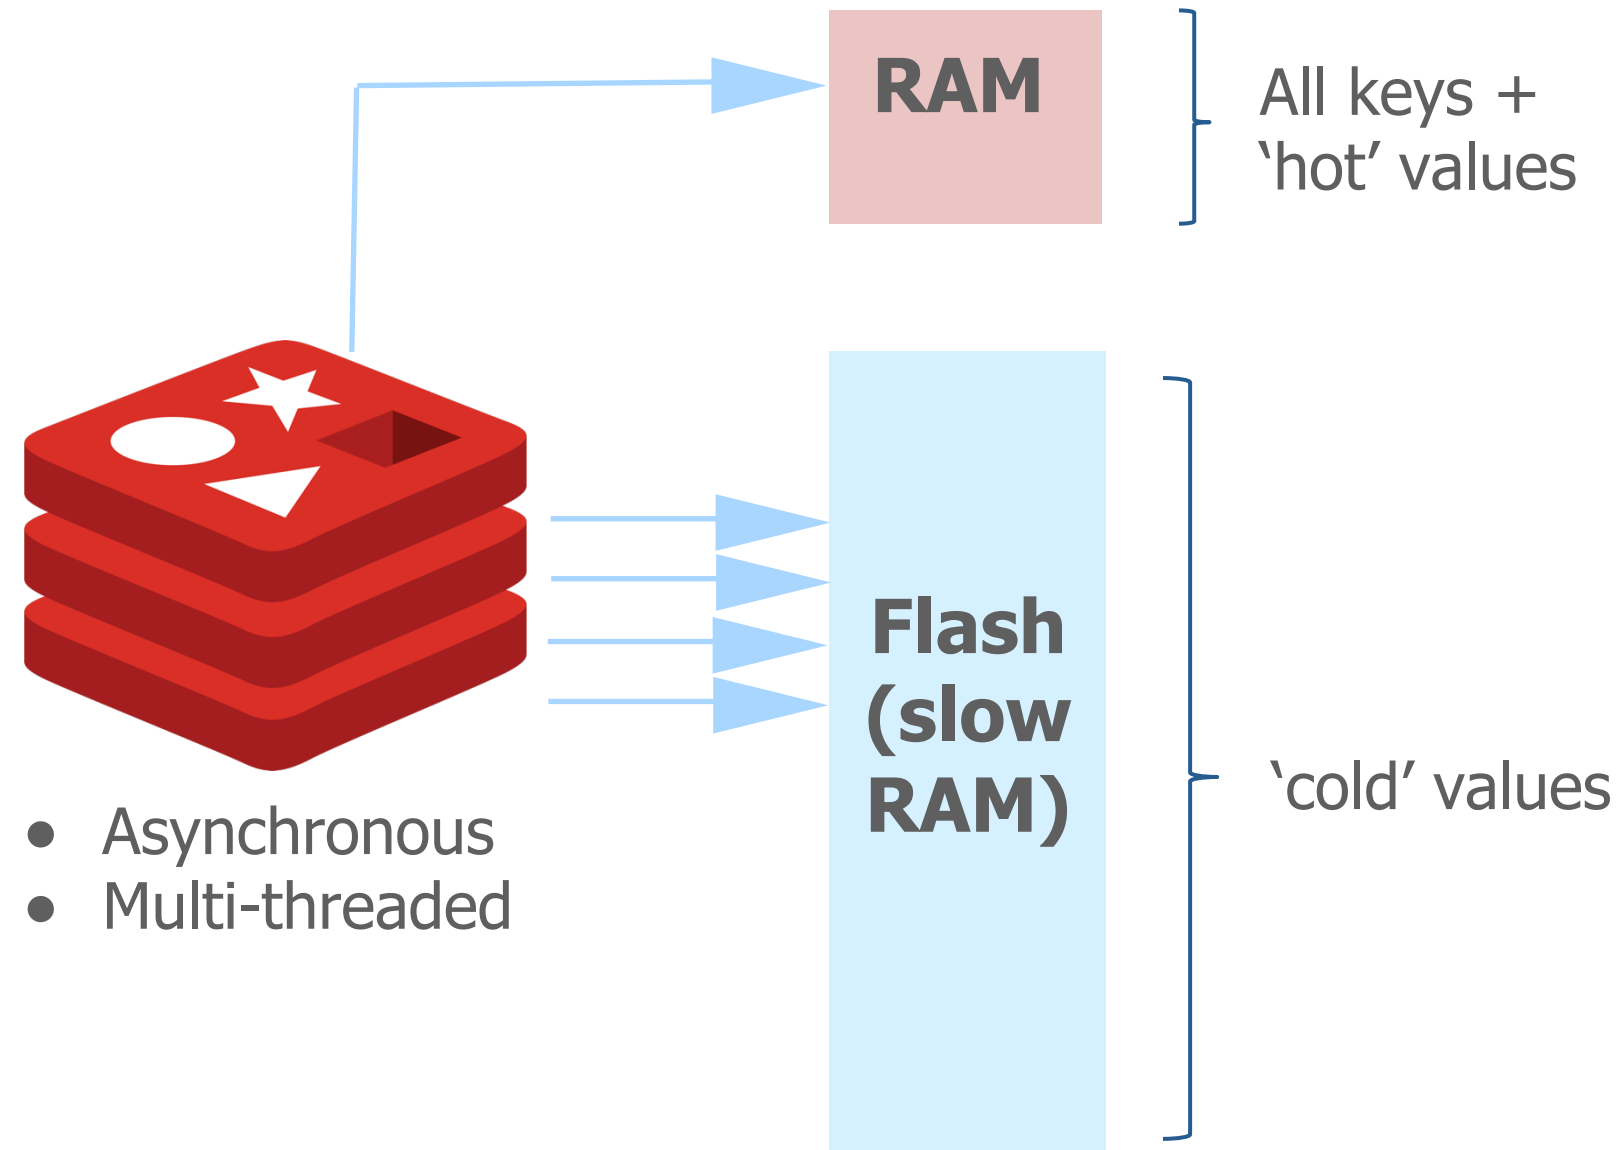 RAM
All keys +
‘hot’ values
Flash
(slow
RAM)
‘cold’ values
● Asynchronous
● Multi-threaded